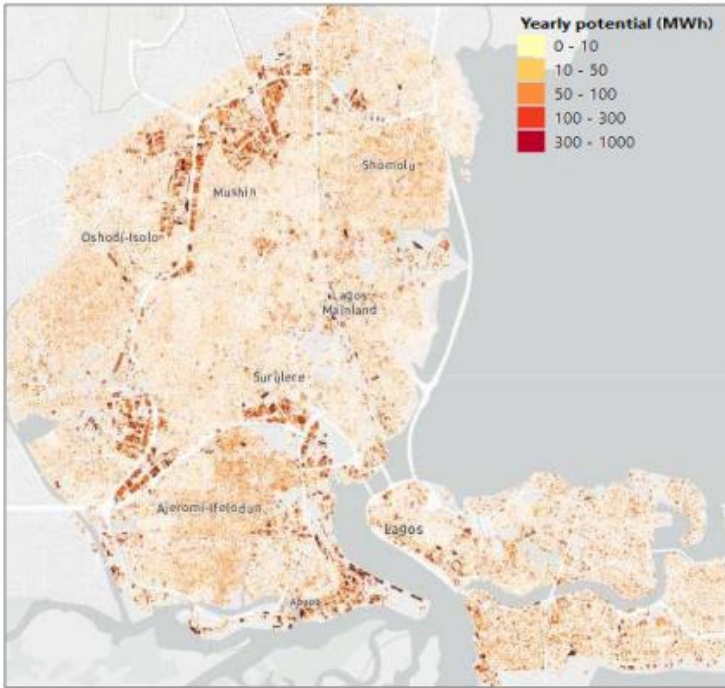 Yearly potential (MWh)
0 - 10
10 - 50
50 - 100
100 - 300
300 - 1000
Shomolu
Mushin
Oshodi-Isolo
Lagos
Mainland
Surulere
Ajeromi-Ifelodun
Lagos
Apapa